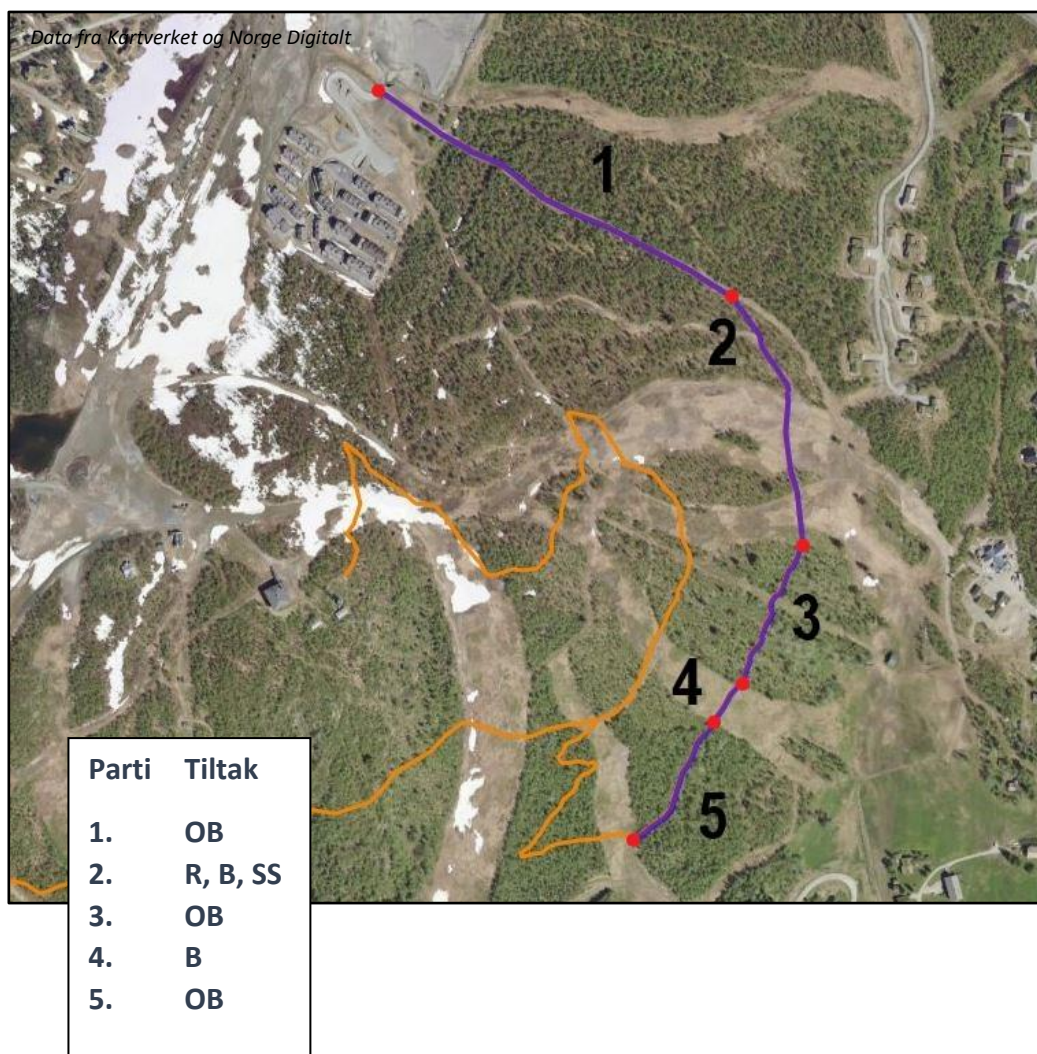 Data fra Kartverket og Norge Digitalt
1
2
3
4
5
Parti Tiltak
1. OB
2. R, B, SS
3. OB
4. B
5. OB